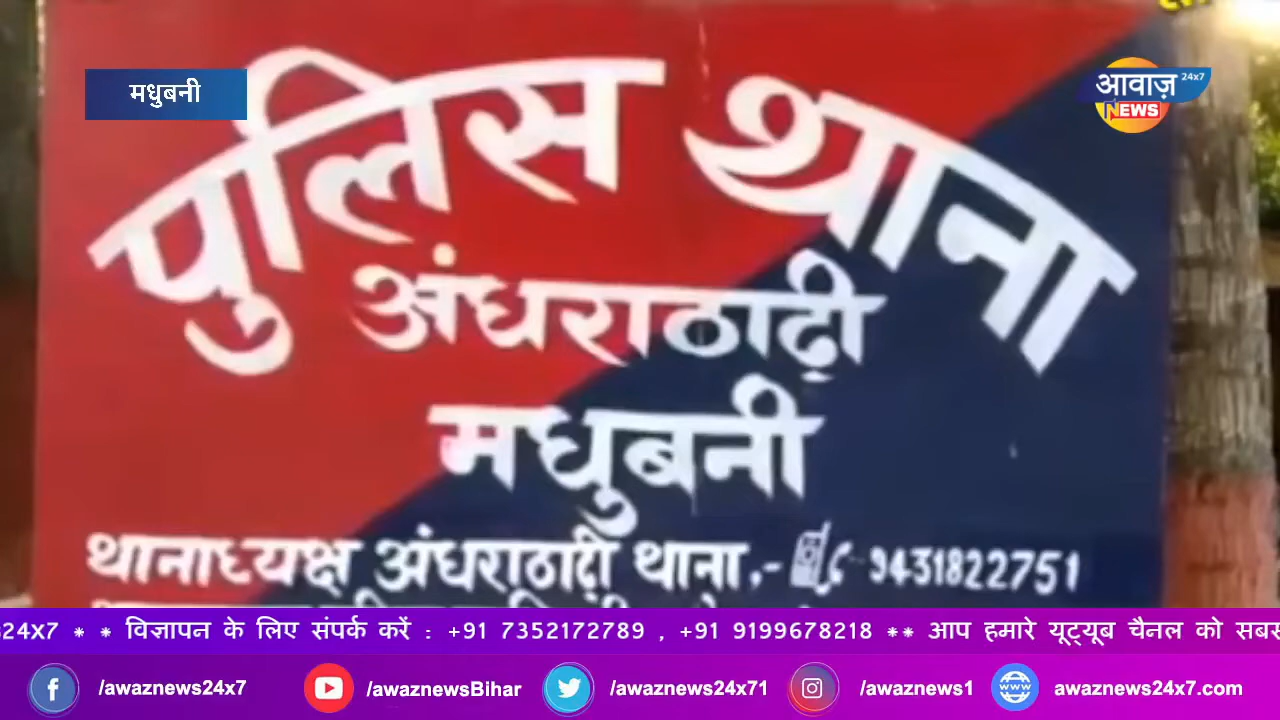 मधुबनी
आवाज़ 24x7
NEWS
पुलिस थाना
अंधराठाढ़ी
मधुबनी
थानाध्यक्ष अंधराठाढ़ी थाना.- 9431822751
24x7 * * विज्ञापन के लिए संपर्क करें : +91 7352172789 , +91 9199678218 ** आप हमारे यूट्यूब चैनल को सबस
/awaznews24x7
/awaznewsBihar
/awaznews24x71
/awaznews1
awaznews24x7.com